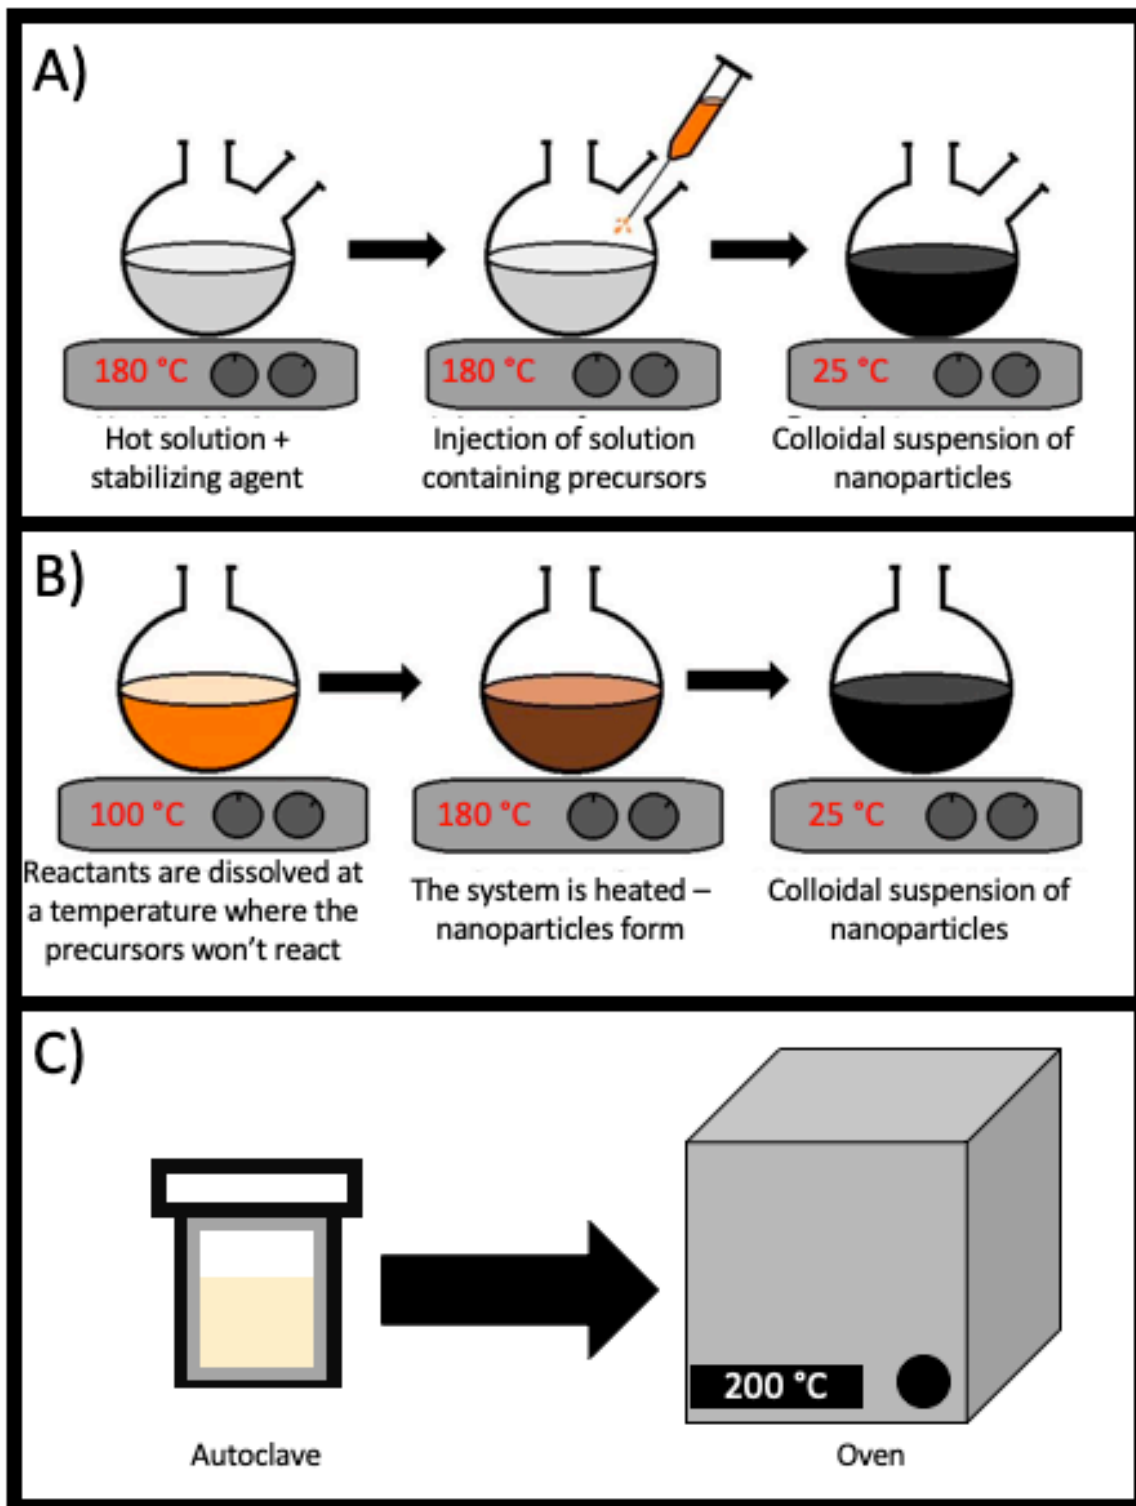 A)
180 °C
180 °C
25 °C
Hot solution +
stabilizing agent
Injection of solution
containing precursors
Colloidal suspension of
nanoparticles
B)
100 °C
180 °C
25 °C
Reactants are dissolved at
a temperature where the
precursors won't react
The system is heated –
nanoparticles form
Colloidal suspension of
nanoparticles
C)
200 °C
Autoclave
Oven